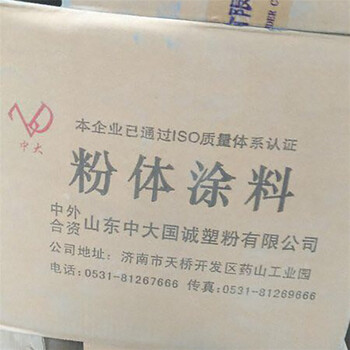 有限
DER C
中大
本企业已通过ISO质量体系认证
粉体涂料
中外
合资山东中大国诚塑粉有限公司
公司地址：济南市天桥开发区药山工业园
电话：0531-81267666 传真：0531-81269666